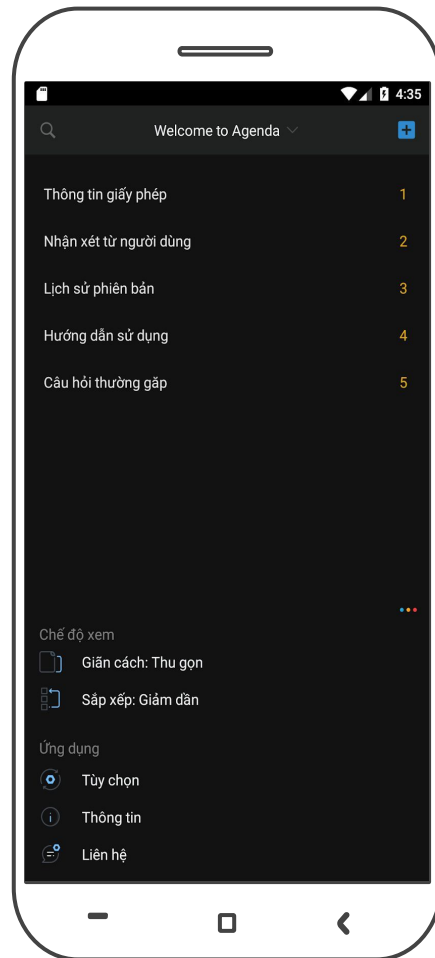 4:35
Welcome to Agenda
Thông tin giấy phép 1
Nhận xét từ người dùng 2
Lịch sử phiên bản 3
Hướng dẫn sử dụng 4
Câu hỏi thường găp 5
Chế độ xem
Giãn cách: Thu gọn
Sắp xếp: Giảm dần
Ứng dụng
Tùy chọn
Thông tin
Liên hệ